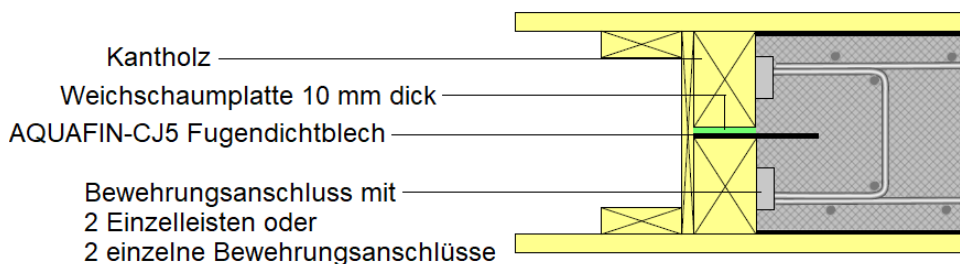 Kantholz
Weichschaumplatte 10 mm dick
AQUAFIN-CJ5 Fugendichtblech
Bewehrungsanschluss mit
2 Einzelleisten oder
2 einzelne Bewehrungsanschlüsse